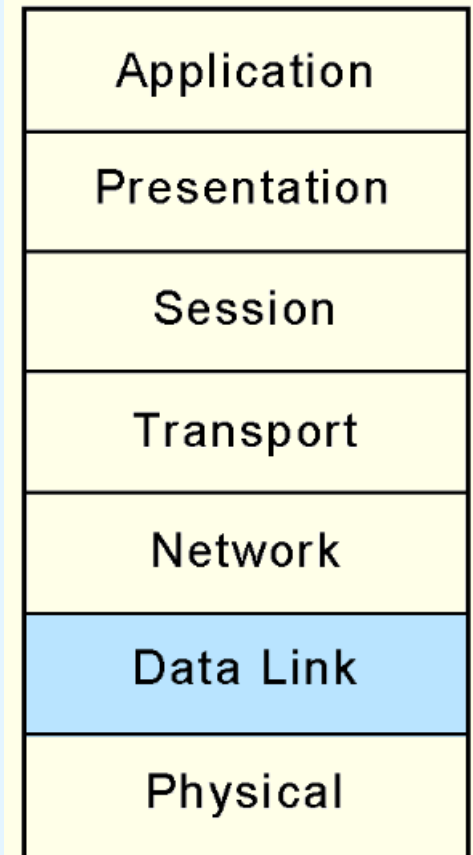 Application
Presentation
Session
Transport
Network
Data Link
Physical